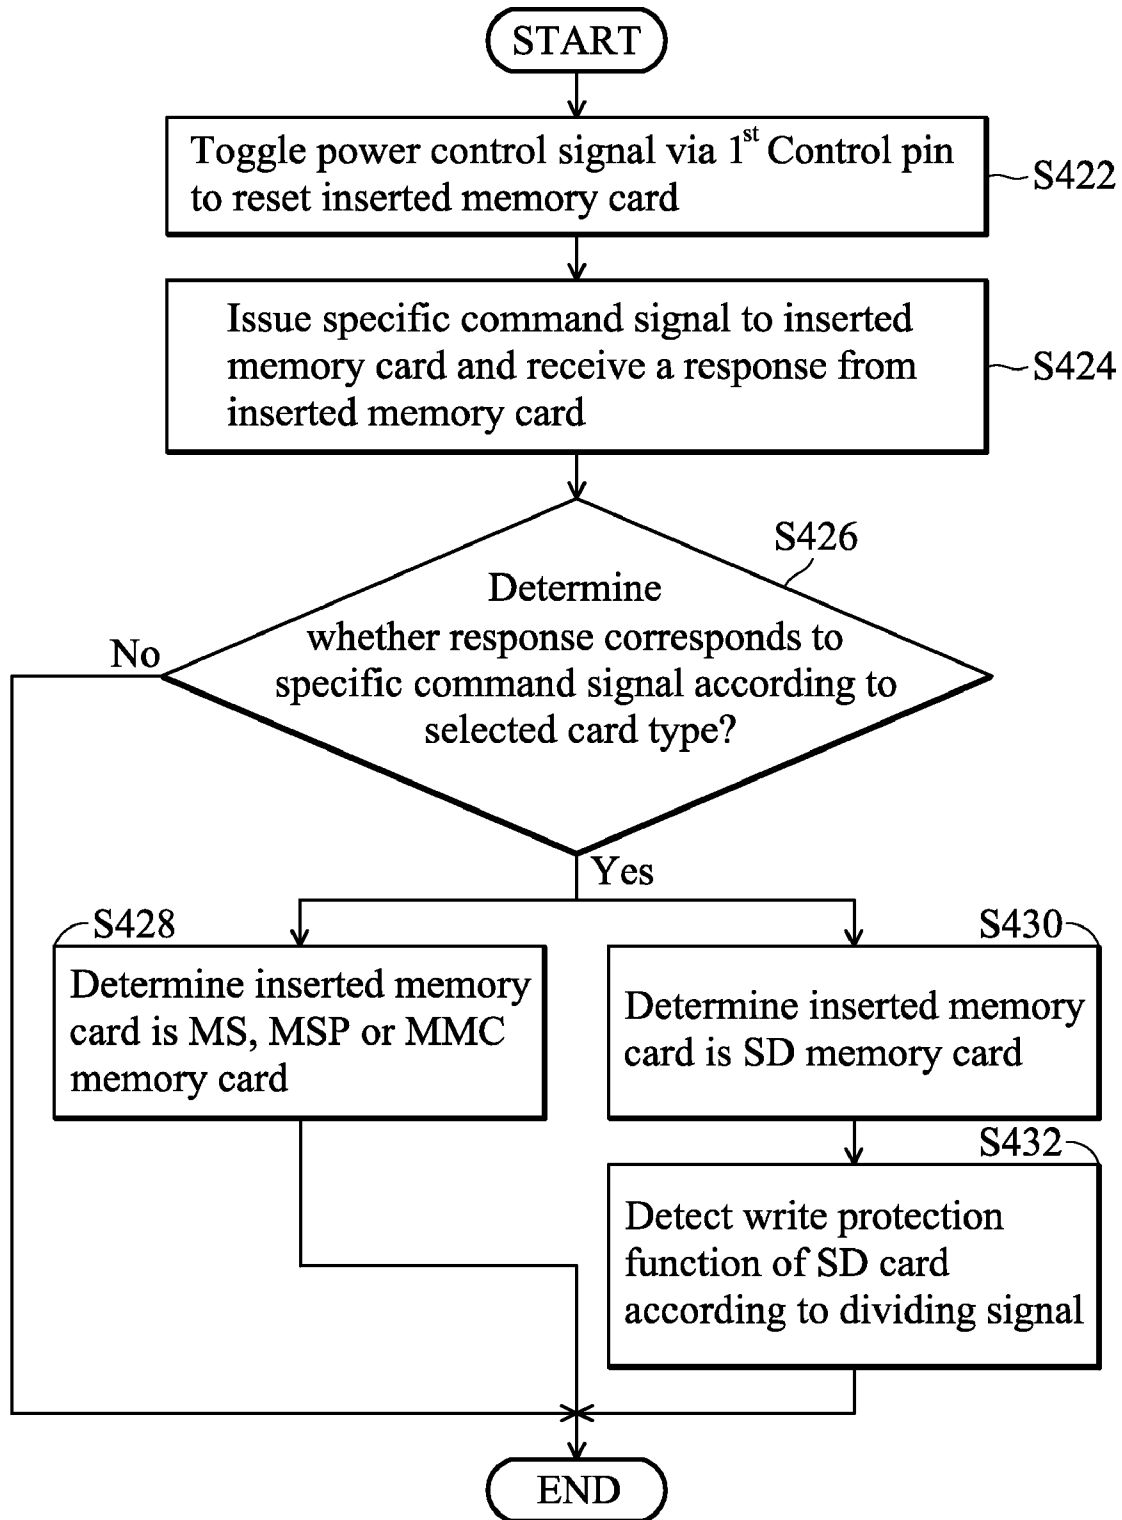 START
Toggle power control signal via 1st Control pin
to reset inserted memory card
S422
Issue specific command signal to inserted
memory card and receive a response from
inserted memory card
S424
S426
Determine
whether response corresponds to
specific command signal according to
selected card type?
No
Yes
S428
Determine inserted memory
card is MS, MSP or MMC
memory card
S430
Determine inserted memory
card is SD memory card
S432
Detect write protection
function of SD card
according to dividing signal
END